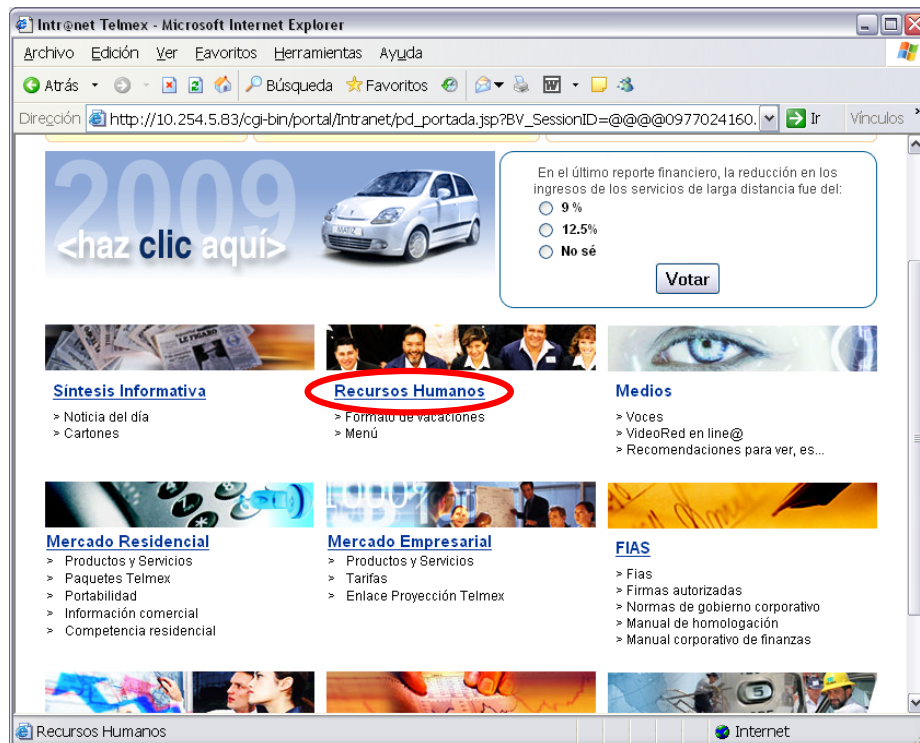 Intr@net Telmex - Microsoft Internet Explorer
Archivo Edición Ver Favoritos Herramientas Ayuda
Atrás Búsqueda Favoritos
Dirección http://10.254.5.83/cgi-bin/portal/Intranet/pd_portada.jsp?BV_SessionID=@@@@0977024160. Ir Vínculos
2009
<haz clic aquí>
MATIZ
En el último reporte financiero, la reducción en los
ingresos de los servicios de larga distancia fue del:
9 %
12.5%
No sé
Votar
LE FIGARO
Síntesis Informativa
> Noticia del día
> Cartones
Recursos Humanos
> Formato de vacaciones
> Menú
Medios
> Voces
> VideoRed en line@
> Recomendaciones para ver, es...
Mercado Residencial
> Productos y Servicios
> Paquetes Telmex
> Portabilidad
> Información comercial
> Competencia residencial
Mercado Empresarial
> Productos y Servicios
> Tarifas
> Enlace Proyección Telmex
FIAS
> Fias
> Firmas autorizadas
> Normas de gobierno corporativo
> Manual de homologación
> Manual corporativo de finanzas
5
Recursos Humanos
Internet